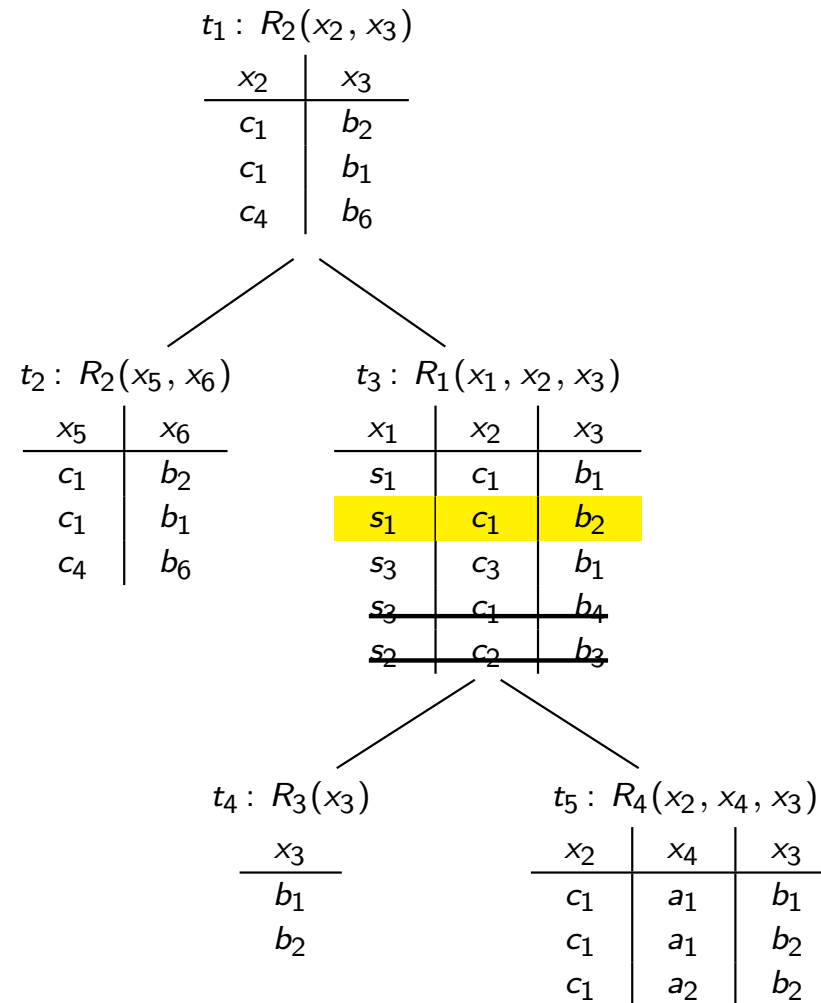 t₁ : R₂(x₂, x₃)
x₂ x₃
c₁ b₂
c₁ b₁
c₄ b₆
t₂ : R₂(x₅, x₆) t₃ : R₁(x₁, x₂, x₃)
x₅ x₆ x₁ x₂ x₃
c₁ b₂ s₁ c₁ b₁
c₁ b₁ s₁ c₁ b₂
c₄ b₆ s₃ c₃ b₁
s₃ c₁ b₄
s₂ c₂ b₃
t₄ : R₃(x₃) t₅ : R₄(x₂, x₄, x₃)
x₃ x₂ x₄ x₃
b₁ c₁ a₁ b₁
b₂ c₁ a₁ b₂
c₁ a₂ b₂